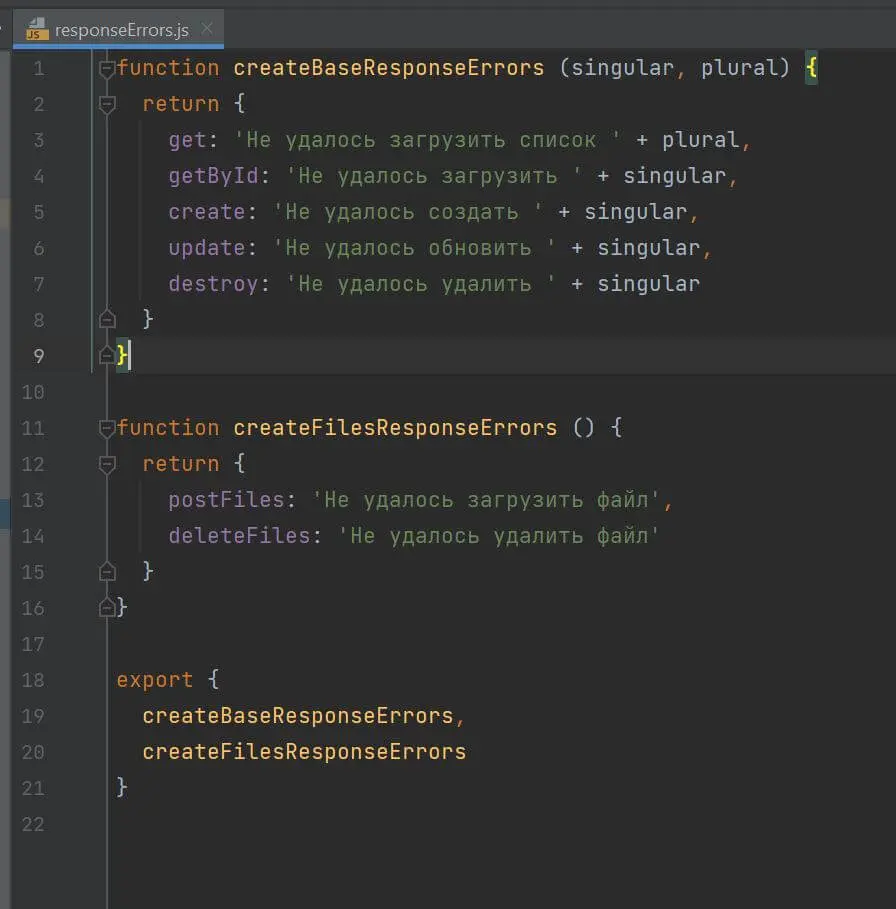 JS responseErrors.js
1 function createBaseResponseErrors (singular, plural) {
2 return {
3 get: 'Не удалось загрузить список ' + plural,
4 getById: 'Не удалось загрузить ' + singular,
5 create: 'Не удалось создать ' + singular,
6 update: 'Не удалось обновить ' + singular,
7 destroy: 'Не удалось удалить ' + singular
8 }
9 }
10
11 function createFilesResponseErrors () {
12 return {
13 postFiles: 'Не удалось загрузить файл',
14 deleteFiles: 'Не удалось удалить файл'
15 }
16 }
17
18 export {
19 createBaseResponseErrors,
20 createFilesResponseErrors
21 }
22